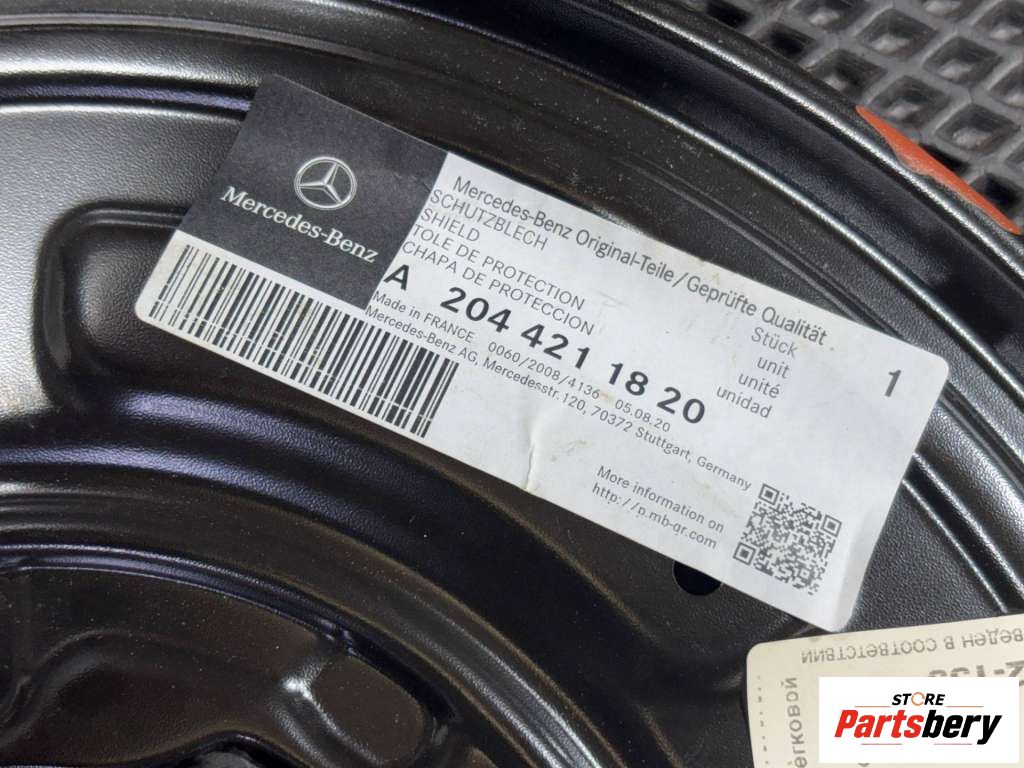 Mercedes-Benz
Mercedes-Benz Original-Teile/Geprüfte Qualität
SCHUTZBLECH
SHIELD
TOLE DE PROTECTION
CHAPA DE PROTECCION
Stück
unit
unité
unidad
1
A 204 421 18 20
Made in FRANCE 0060/2008/4136 05.08.20
Mercedes-Benz AG, Mercedesstr.120, 70372 Stuttgart, Germany
More information on
http://p.mb-qr.com
В СООТВЕТСТВИИ
STORE
Partsbery